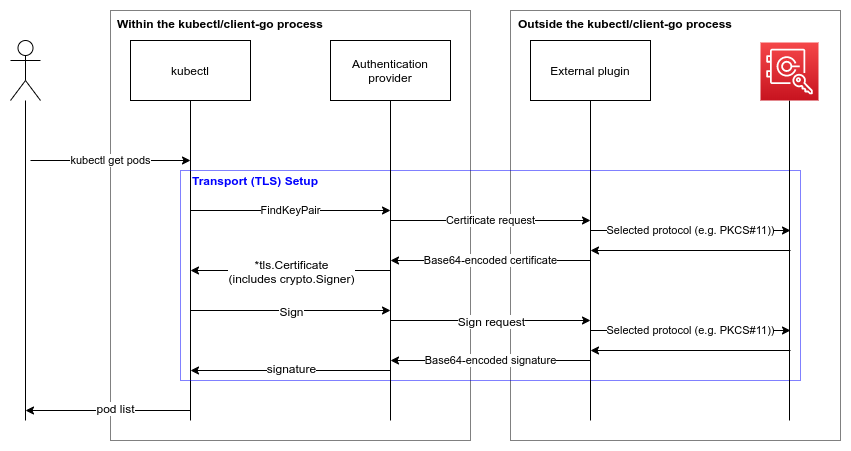 Within the kubectl/client-go process
Outside the kubectl/client-go process
kubectl
Authentication
provider
External plugin
kubectl get pods
Transport (TLS) Setup
FindKeyPair
Certificate request
Selected protocol (e.g. PKCS#11))
Base64-encoded certificate
*tls.Certificate
(includes crypto.Signer)
Sign
Sign request
Selected protocol (e.g. PKCS#11))
Base64-encoded signature
signature
pod list